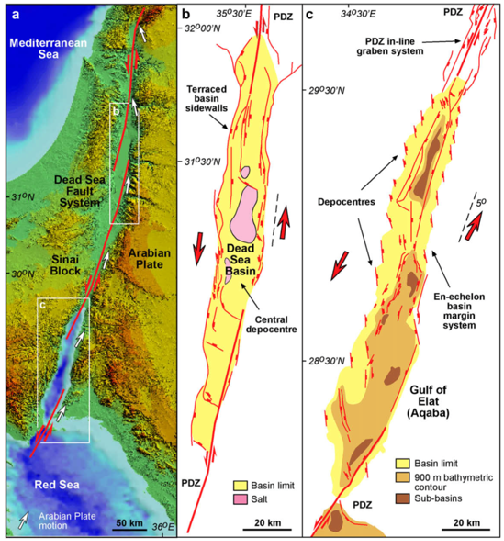 a
Mediterranean
Sea
b
Dead Sea
Fault
System
31°N
Sinai
Block
Arabian
Plate
30°N
c
Red Sea
Arabian Plate
motion
50 km
36°E
b
35°30'E
PDZ
32°00'N
Terraced
basin
sidewalls
31°30'N
Dead
Sea
Basin
Central
depocentre
31°00'N
PDZ
Basin limit
Salt
20 km
c
34°30'E
PDZ
PDZ in-line
graben system
29°30'N
Depocentres
5°
En-echelon
basin
margin
system
28°30'N
Gulf of
Elat
(Aqaba)
Basin limit
900 m bathymetric
contour
Sub-basins
PDZ
20 km